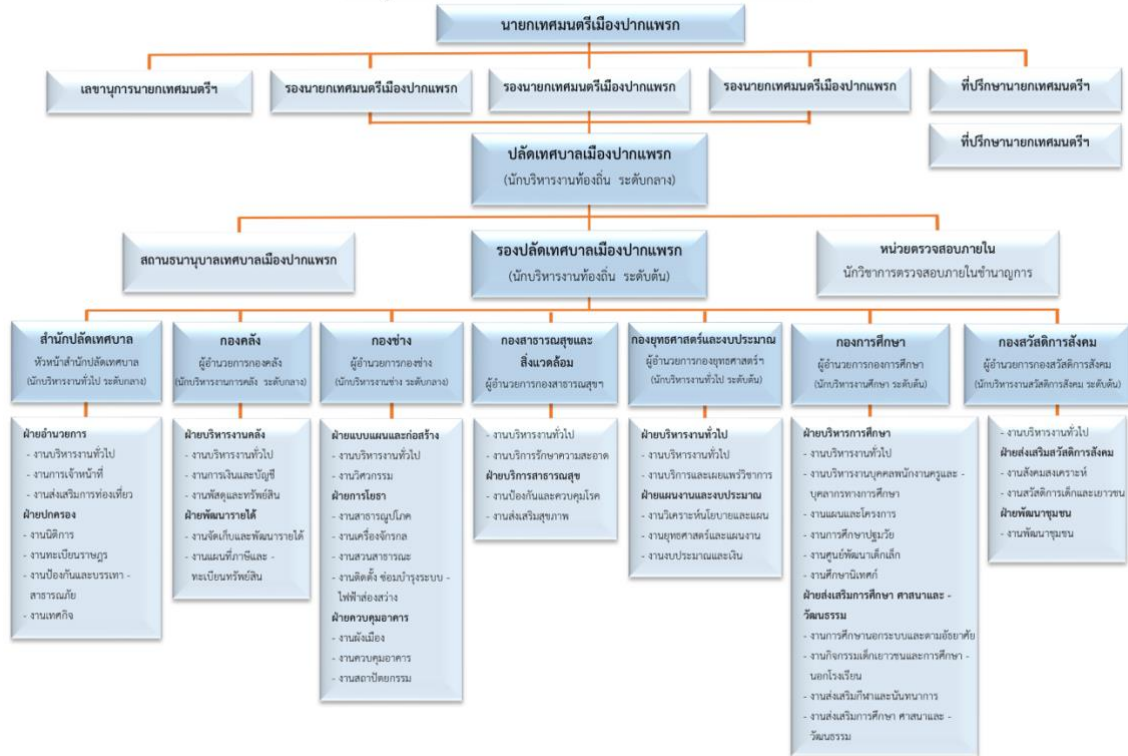 นายกเทศมนตรีเมืองปากแพรก
เลขานุการนายกเทศมนตรีฯ
รองนายกเทศมนตรีเมืองปากแพรก
รองนายกเทศมนตรีเมืองปากแพรก
รองนายกเทศมนตรีเมืองปากแพรก
ที่ปรึกษานายกเทศมนตรีฯ
ที่ปรึกษานายกเทศมนตรีฯ
ปลัดเทศบาลเมืองปากแพรก
(นักบริหารงานท้องถิ่น ระดับกลาง)
สถานธนานุบาลเทศบาลเมืองปากแพรก
รองปลัดเทศบาลเมืองปากแพรก
(นักบริหารงานท้องถิ่น ระดับต้น)
หน่วยตรวจสอบภายใน
นักวิชาการตรวจสอบภายในชำนาญการ
สำนักปลัดเทศบาล
หัวหน้าสำนักปลัดเทศบาล
(นักบริหารงานทั่วไป ระดับกลาง)
ฝ่ายอำนวยการ
- งานบริหารงานทั่วไป
- งานการเจ้าหน้าที่
- งานส่งเสริมการท่องเที่ยว
ฝ่ายปกครอง
- งานนิติการ
- งานทะเบียนราษฎร
- งานป้องกันและบรรเทา -
สาธารณภัย
- งานเทศกิจ
กองคลัง
ผู้อำนวยการกองคลัง
(นักบริหารงานการคลัง ระดับกลาง)
ฝ่ายบริหารงานคลัง
- งานบริหารงานทั่วไป
- งานการเงินและบัญชี
- งานพัสดุและทรัพย์สิน
ฝ่ายพัฒนารายได้
- งานจัดเก็บและพัฒนารายได้
- งานแผนที่ภาษีและ -
ทะเบียนทรัพย์สิน
กองช่าง
ผู้อำนวยการกองช่าง
(นักบริหารงานช่าง ระดับกลาง)
ฝ่ายแบบแผนและก่อสร้าง
- งานบริหารงานทั่วไป
- งานวิศวกรรม
ฝ่ายการโยธา
- งานสาธารณูปโภค
- งานเครื่องจักรกล
- งานสวนสาธารณะ
- งานติดตั้ง ซ่อมบำรุงระบบ -
ไฟฟ้าส่องสว่าง
ฝ่ายควบคุมอาคาร
- งานผังเมือง
- งานควบคุมอาคาร
- งานสถาปัตยกรรม
กองสาธารณสุขและ
สิ่งแวดล้อม
ผู้อำนวยการกองสาธารณสุขฯ
- งานบริหารงานทั่วไป
- งานบริการรักษาความสะอาด
ฝ่ายบริการสาธารณสุข
- งานป้องกันและควบคุมโรค
- งานส่งเสริมสุขภาพ
กองยุทธศาสตร์และงบประมาณ
ผู้อำนวยการกองยุทธศาสตร์ฯ
(นักบริหารงานทั่วไป ระดับต้น)
ฝ่ายบริหารงานทั่วไป
- งานบริหารงานทั่วไป
- งานบริการและเผยแพร่วิชาการ
ฝ่ายแผนงานและงบประมาณ
- งานวิเคราะห์นโยบายและแผน
- งานยุทธศาสตร์และแผนงาน
- งานงบประมาณและเงิน
กองการศึกษา
ผู้อำนวยการกองการศึกษา
(นักบริหารงานศึกษา ระดับต้น)
ฝ่ายบริหารการศึกษา
- งานบริหารงานทั่วไป
- งานบริหารงานบุคคลพนักงานครูและ -
บุคลากรทางการศึกษา
- งานแผนและโครงการ
- งานการศึกษาปฐมวัย
- งานศูนย์พัฒนาเด็กเล็ก
- งานศึกษานิเทศก์
ฝ่ายส่งเสริมการศึกษา ศาสนาและ -
วัฒนธรรม
- งานการศึกษานอกระบบและตามอัธยาศัย
- งานกิจกรรมเด็กเยาวชนและการศึกษา -
นอกโรงเรียน
- งานส่งเสริมกีฬาและนันทนาการ
- งานส่งเสริมการศึกษา ศาสนาและ -
วัฒนธรรม
กองสวัสดิการสังคม
ผู้อำนวยการกองสวัสดิการสังคม
(นักบริหารงานสวัสดิการสังคม ระดับต้น)
- งานบริหารงานทั่วไป
ฝ่ายส่งเสริมสวัสดิการสังคม
- งานสังคมสงเคราะห์
- งานสวัสดิการเด็กและเยาวชน
ฝ่ายพัฒนาชุมชน
- งานพัฒนาชุมชน